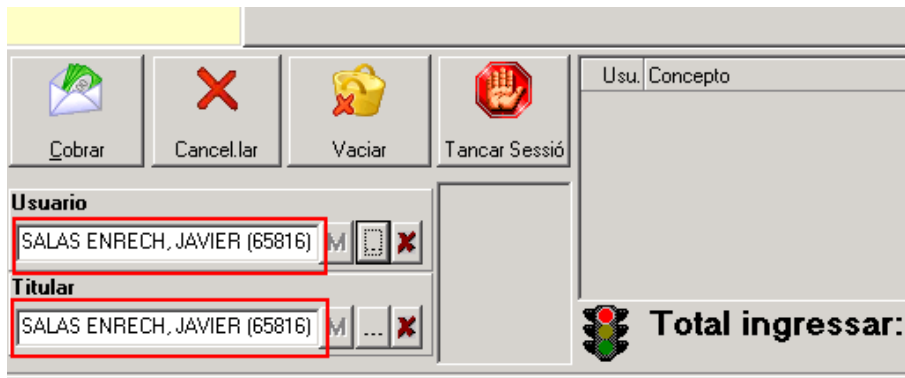 Usu. Concepto
Cobrar Cancel.lar Vaciar Tancar Sessió
Usuario
SALAS ENRECH, JAVIER (65816) M ... X
Titular
SALAS ENRECH, JAVIER (65816) M ... X
Total ingressar: